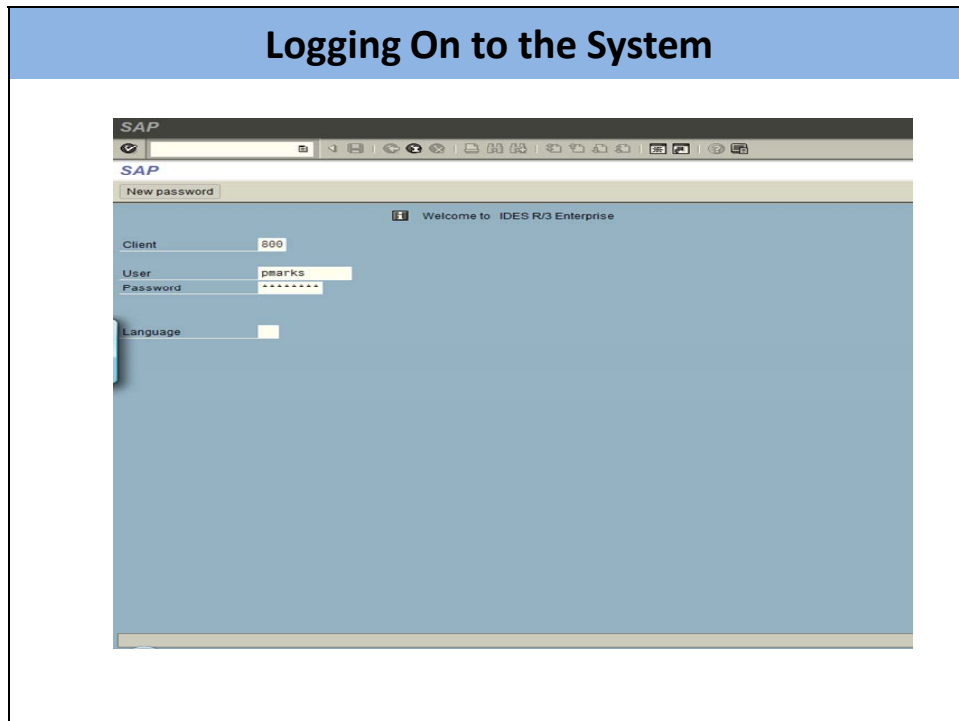 Logging On to the System
SAP
SAP
New password
Welcome to IDES R/3 Enterprise
Client 800
User pmarks
Password ********
Language